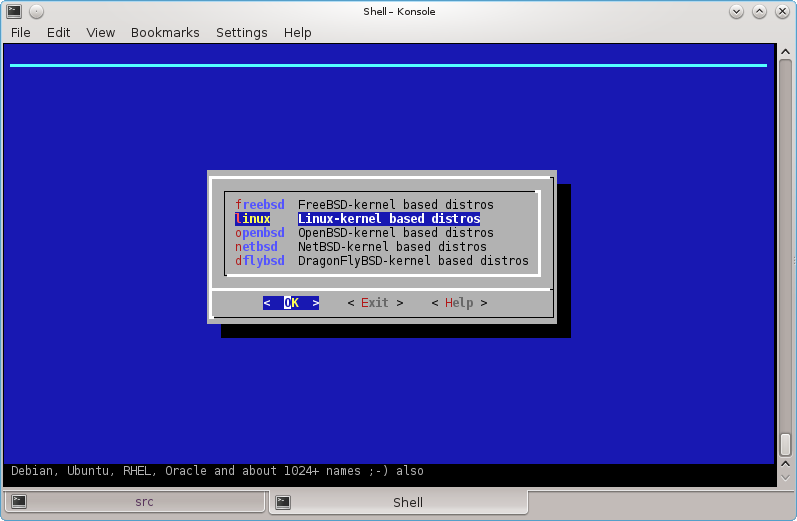 Shell – Konsole
File Edit View Bookmarks Settings Help
freebsd FreeBSD-kernel based distros
linux Linux-kernel based distros
openbsd OpenBSD-kernel based distros
netbsd NetBSD-kernel based distros
dflybsd DragonFlyBSD-kernel based distros
< OK > < Exit > < Help >
Debian, Ubuntu, RHEL, Oracle and about 1024+ names ;-) also
src Shell